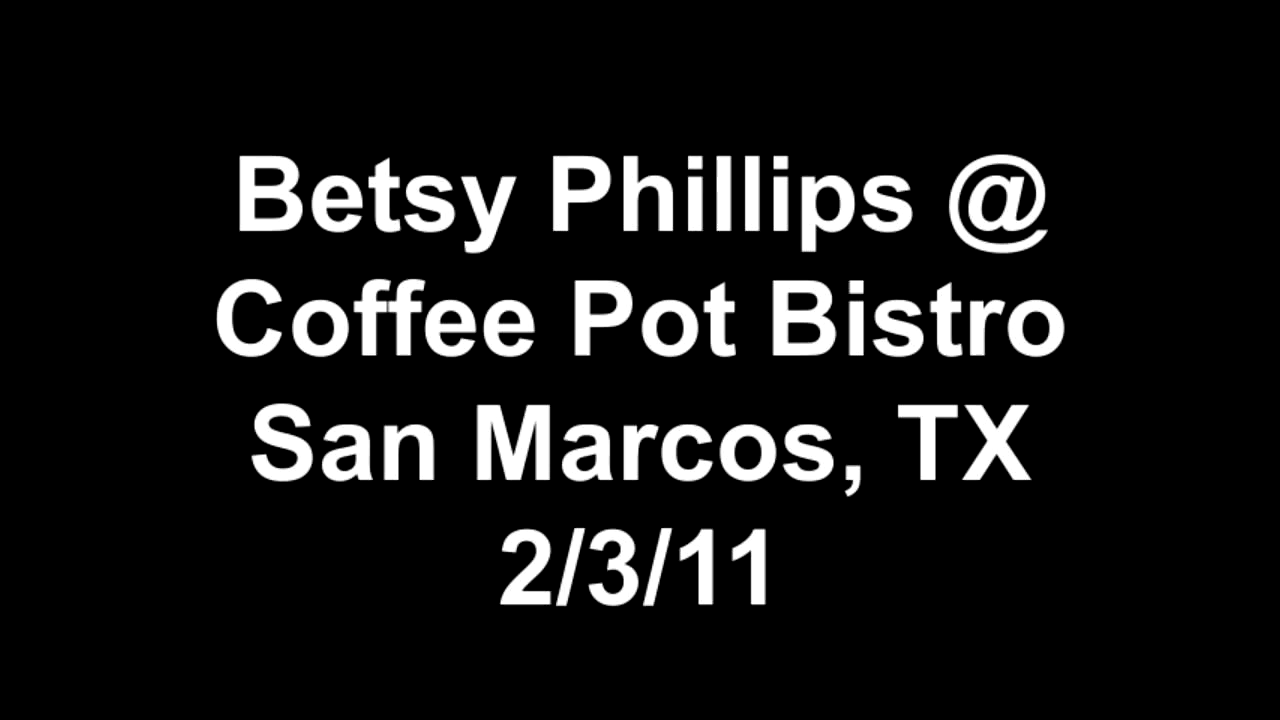 Betsy Phillips @
Coffee Pot Bistro
San Marcos, TX
2/3/11